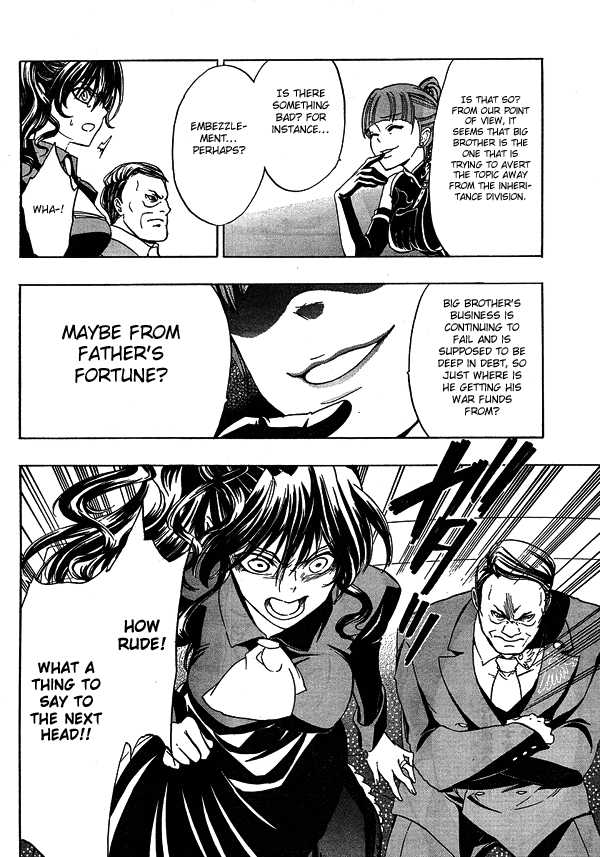 IS THAT SO?
FROM OUR POINT
OF VIEW, IT
SEEMS THAT BIG
BROTHER IS THE
ONE THAT IS
TRYING TO AVERT
THE TOPIC AWAY
FROM THE INHERI-
TANCE DIVISION.
IS THERE
SOMETHING
BAD? FOR
INSTANCE...
EMBEZZLE-
MENT...
PERHAPS?
WHA-!
BIG BROTHER'S
BUSINESS IS
CONTINUING TO
FAIL AND IS
SUPPOSED TO BE
DEEP IN DEBT, SO
JUST WHERE IS
HE GETTING HIS
WAR FUNDS
FROM?
MAYBE FROM
FATHER'S
FORTUNE?
ガタッ
HOW
RUDE!
WHAT A
THING TO
SAY TO
THE NEXT
HEAD!!